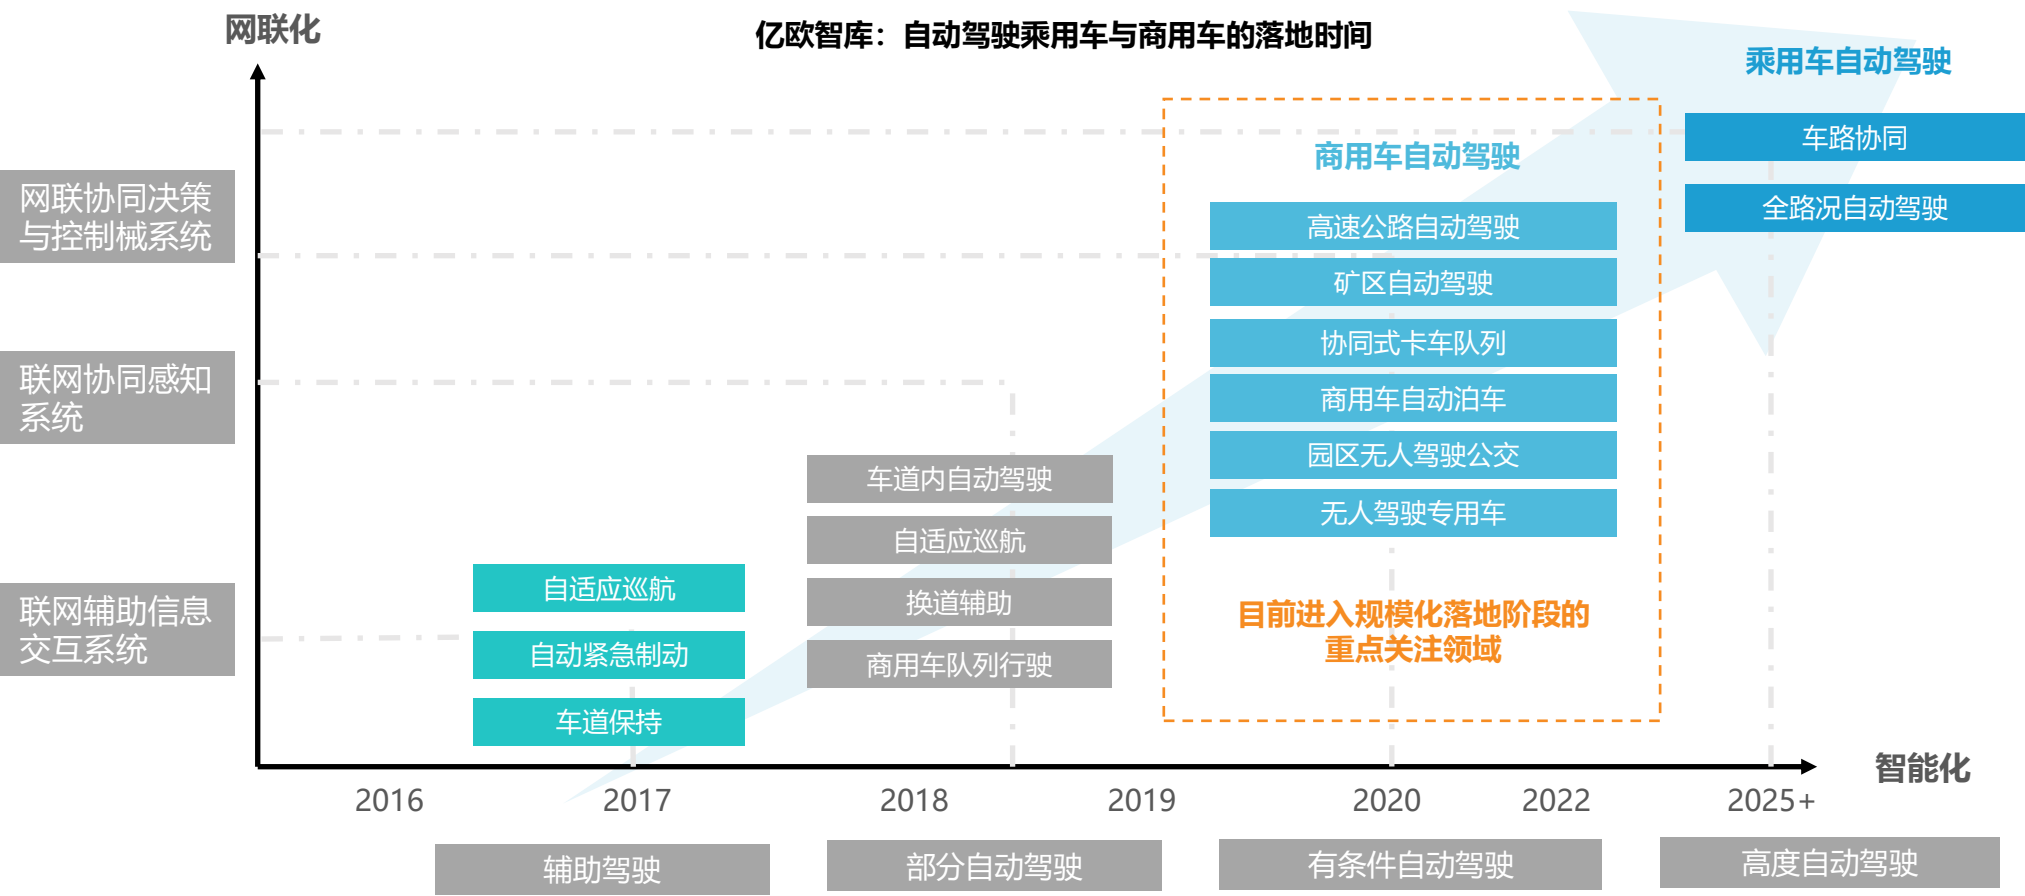 网联化
亿欧智库：自动驾驶乘用车与商用车的落地时间
乘用车自动驾驶
车路协同
全路况自动驾驶
商用车自动驾驶
高速公路自动驾驶
矿区自动驾驶
协同式卡车队列
商用车自动泊车
园区无人驾驶公交
无人驾驶专用车
目前进入规模化落地阶段的
重点关注领域
网联协同决策
与控制械系统
联网协同感知
系统
联网辅助信息
交互系统
车道内自动驾驶
自适应巡航
换道辅助
商用车队列行驶
自适应巡航
自动紧急制动
车道保持
智能化
2016
2017
2018
2019
2020
2022
2025+
辅助驾驶
部分自动驾驶
有条件自动驾驶
高度自动驾驶